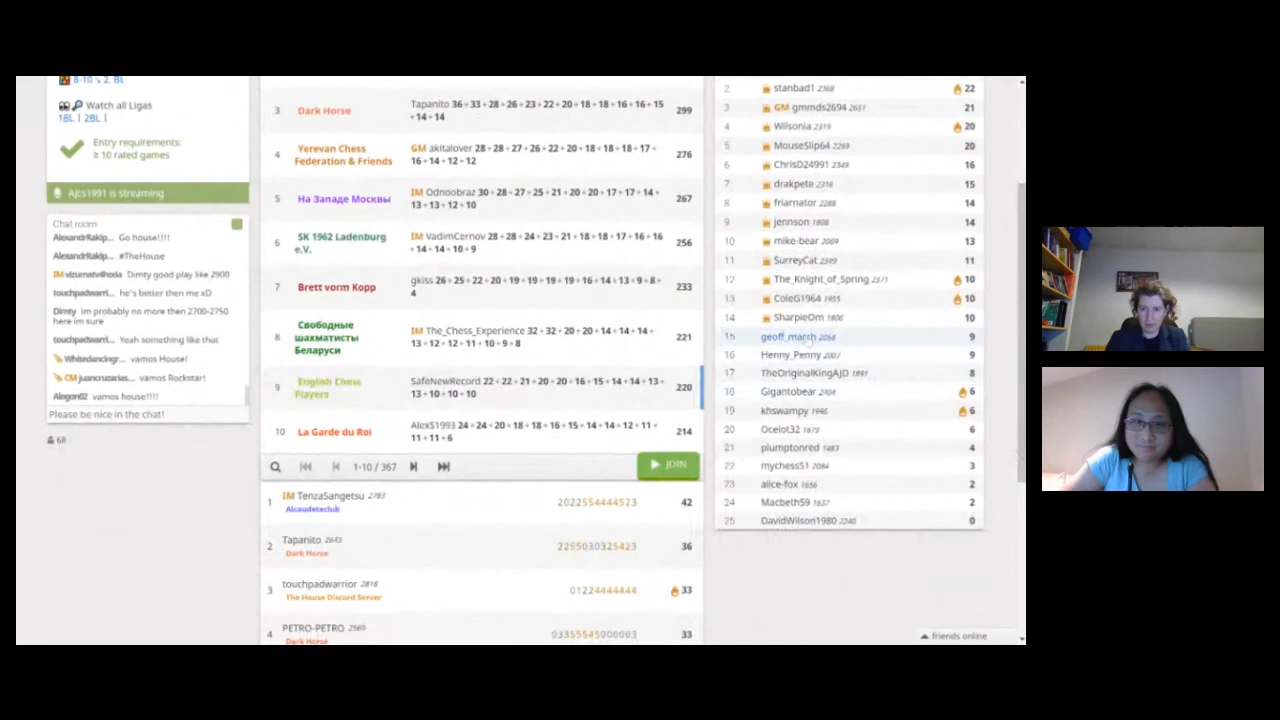 8-10 2. BL
Watch all Ligas
1BL | 2BL |
Entry requirements:
≥ 10 rated games
Ajcs1991 is streaming
Chat room
Go house!!!!
#TheHouse
IM Dimty good play like 2900
touchpadwarri... he's better then me xD
Dimty im probably no more then 2700-2750
here im sure
touchpadwarri... Yeah something like that
Whitedancingr... vamos House!
CM juancruzarias... vamos Rockstar!
Alogon02 vamos house!!!!
Please be nice in the chat!
68
3 Dark Horse Tapanito 36+33+28+26+23+22+20+18+18+16+16+15
+14+14 299
4 Yerevan Chess
Federation & Friends GM akitalover 28+28+27+26+22+20+18+18+18+17+
16+14+12+12 276
5 На Западе Москвы IM Odnoobraz 30+28+27+25+21+20+20+17+17+14+
13+13+12+10 267
6 SK 1962 Ladenburg
e.V. IM VadimCernov 28+28+24+23+21+18+18+17+16+16
+14+14+10+9 256
7 Brett vorm Kopp gkiss 26+25+22+20+19+19+19+19+16+14+13+9+8+
4 233
8 Свободные
шахматисты
Беларуси IM The_Chess_Experience 32+32+20+20+14+14+14+
13+12+12+11+10+9+8 221
9 English Chess
Players SafeNewRecord 22+22+21+20+20+16+15+14+14+13+
13+10+10+10 220
10 La Garde du Roi AlexS1993 24+24+20+18+18+16+15+14+14+12+11
+11+11+6 214
1-10 / 367 JOIN
1 IM TenzaSangetsu 2783 2022554444523 42
Alcaudeteclub
2 Tapanito 2643 2255030325423 36
Dark Horse
3 touchpadwarrior 2818 01224444444 33
The House Discord Server
4 PETRO-PETRO 2569 03355545000003 33
Dark Horse
2 stanbad1 2368 22
3 GM gmmds2694 2651 21
4 Wilsonia 2319 20
5 MouseSlip64 2269 20
6 ChrisD24991 2349 16
7 drakpete 2316 15
8 friarnator 2288 14
9 jennson 1808 14
10 mike-bear 2069 13
11 SurreyCat 2349 11
12 The_Knight_of_Spring 2371 10
13 ColeG1964 1955 10
14 SharpieOm 1806 10
15 geoff_march 2068 9
16 Henny_Penny 2007 9
17 TheOriginalKingAJD 1891 8
18 Gigantobear 2404 6
19 khswampy 1996 6
20 Ocelot32 1679 6
21 plumptonred 1483 4
22 mychess51 2084 3
23 alice-fox 1656 2
24 Macbeth59 1637 2
25 DavidWilson1980 2240 0
friends online